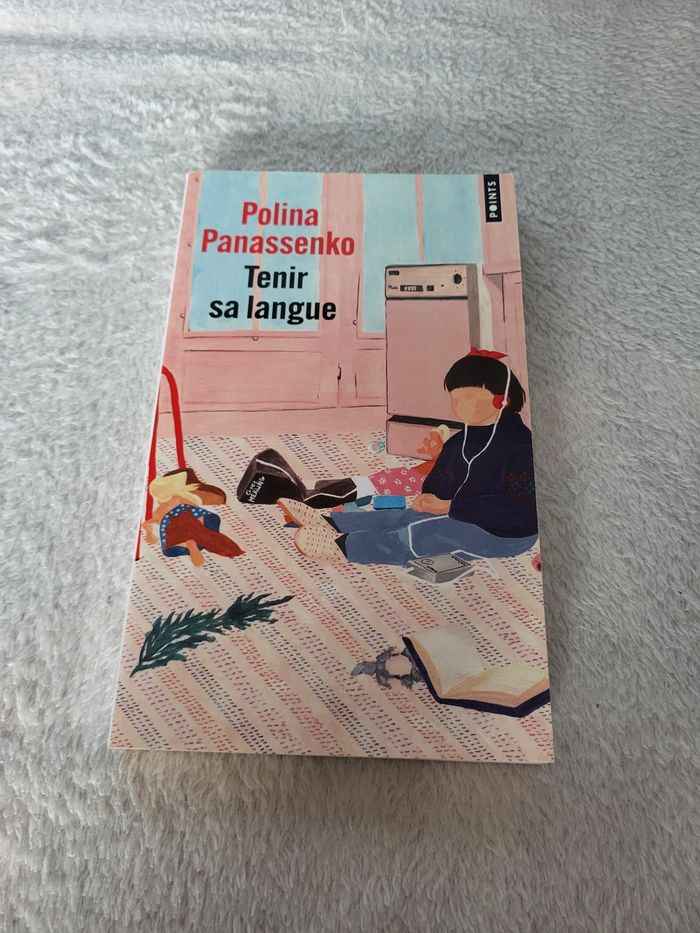 Polina
Panassenko
Tenir
sa langue
POINTS